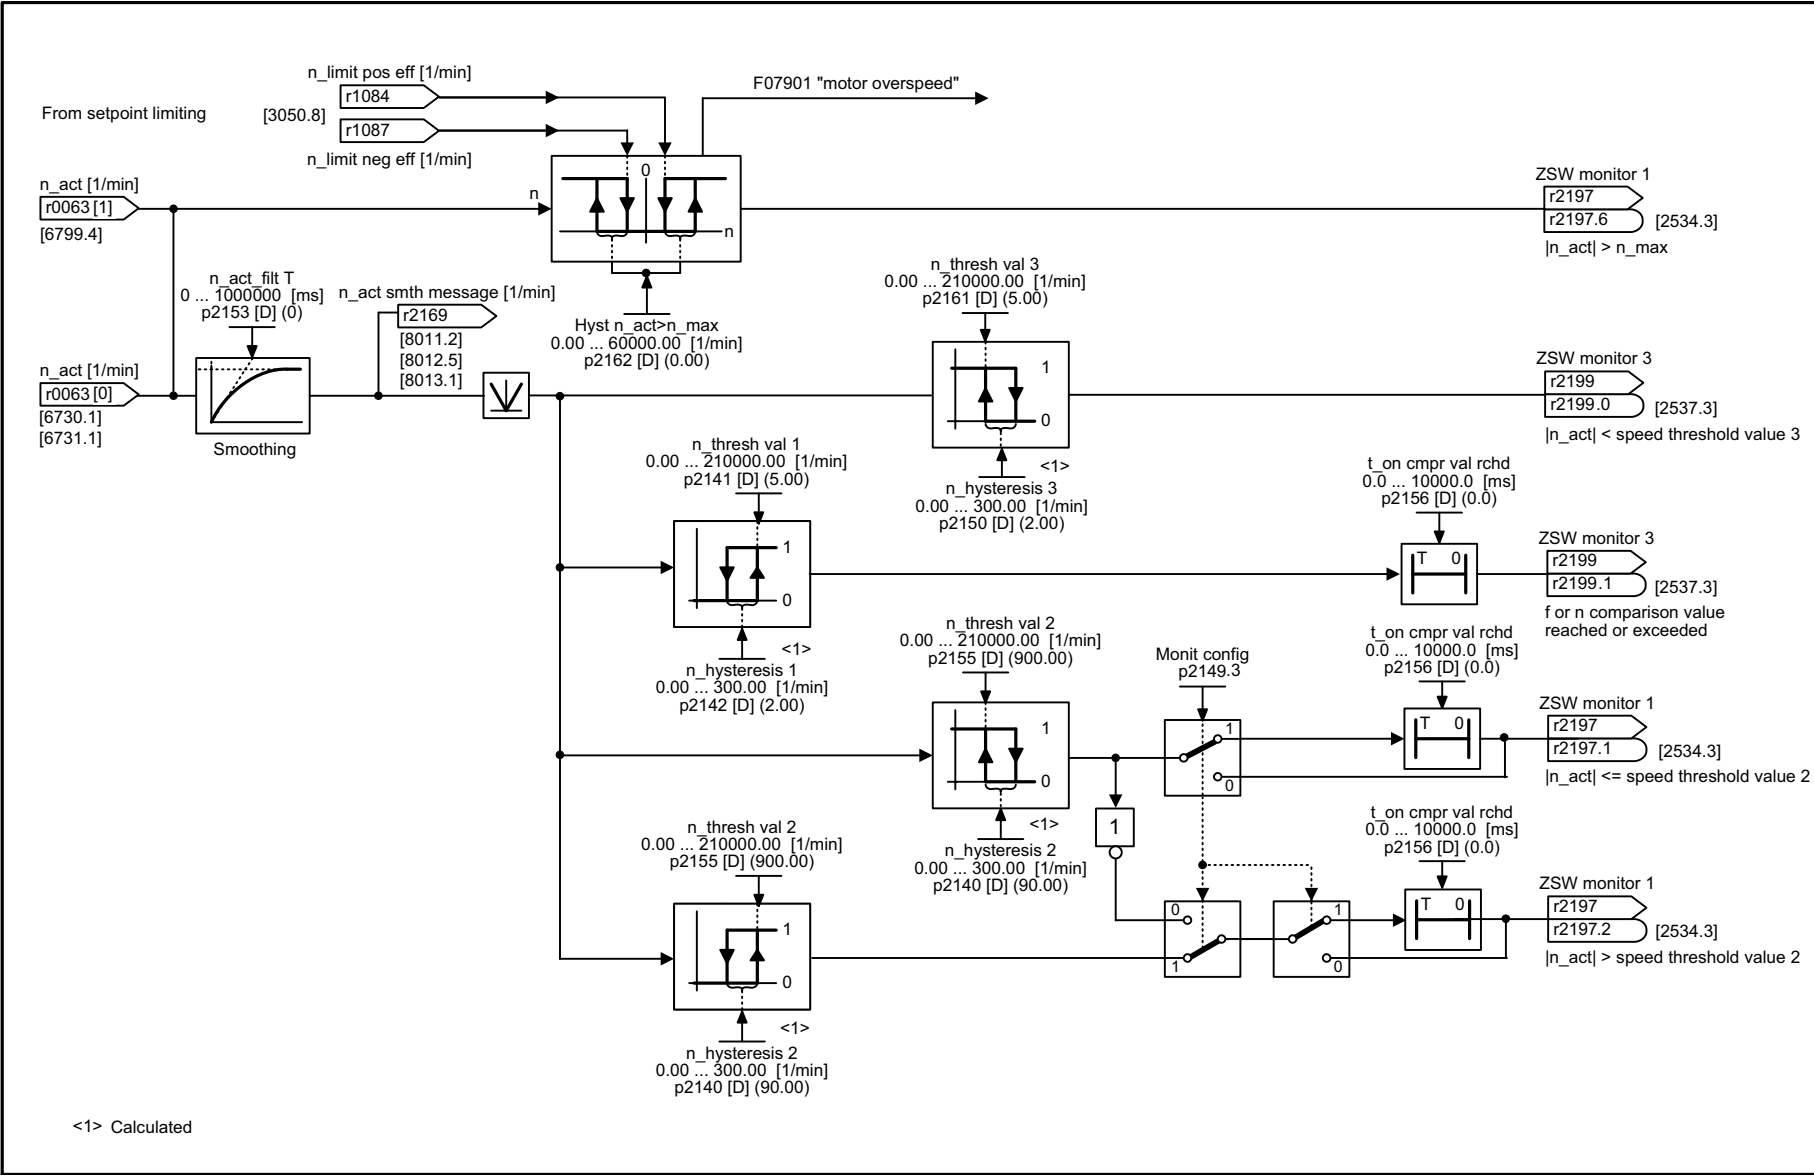 n_limit pos eff [1/min]
r1084
From setpoint limiting
[3050.8]
r1087
n_limit neg eff [1/min]
F07901 "motor overspeed"
n_act [1/min]
r0063 [1]
[6799.4]
n
0
n
ZSW monitor 1
r2197
r2197.6
[2534.3]
|n_act| > n_max
n_act_filt T
0 ... 1000000 [ms]
p2153 [D] (0)
n_act smth message [1/min]
r2169
[8011.2]
[8012.5]
[8013.1]
Hyst n_act>n_max
0.00 ... 60000.00 [1/min]
p2162 [D] (0.00)
n_thresh val 3
0.00 ... 210000.00 [1/min]
p2161 [D] (5.00)
n_act [1/min]
r0063 [0]
[6730.1]
[6731.1]
Smoothing
1
0
<1>
n_hysteresis 3
0.00 ... 300.00 [1/min]
p2150 [D] (2.00)
ZSW monitor 3
r2199
r2199.0
[2537.3]
|n_act| < speed threshold value 3
n_thresh val 1
0.00 ... 210000.00 [1/min]
p2141 [D] (5.00)
1
0
<1>
n_hysteresis 1
0.00 ... 300.00 [1/min]
p2142 [D] (2.00)
t_on cmpr val rchd
0.0 ... 10000.0 [ms]
p2156 [D] (0.0)
T 0
ZSW monitor 3
r2199
r2199.1
[2537.3]
f or n comparison value
reached or exceeded
n_thresh val 2
0.00 ... 210000.00 [1/min]
p2155 [D] (900.00)
1
0
<1>
n_hysteresis 2
0.00 ... 300.00 [1/min]
p2140 [D] (90.00)
Monit config
p2149.3
1
0
1
t_on cmpr val rchd
0.0 ... 10000.0 [ms]
p2156 [D] (0.0)
T 0
ZSW monitor 1
r2197
r2197.1
[2534.3]
|n_act| <= speed threshold value 2
n_thresh val 2
0.00 ... 210000.00 [1/min]
p2155 [D] (900.00)
1
0
<1>
n_hysteresis 2
0.00 ... 300.00 [1/min]
p2140 [D] (90.00)
0
1
1
0
t_on cmpr val rchd
0.0 ... 10000.0 [ms]
p2156 [D] (0.0)
T 0
ZSW monitor 1
r2197
r2197.2
[2534.3]
|n_act| > speed threshold value 2
<1> Calculated